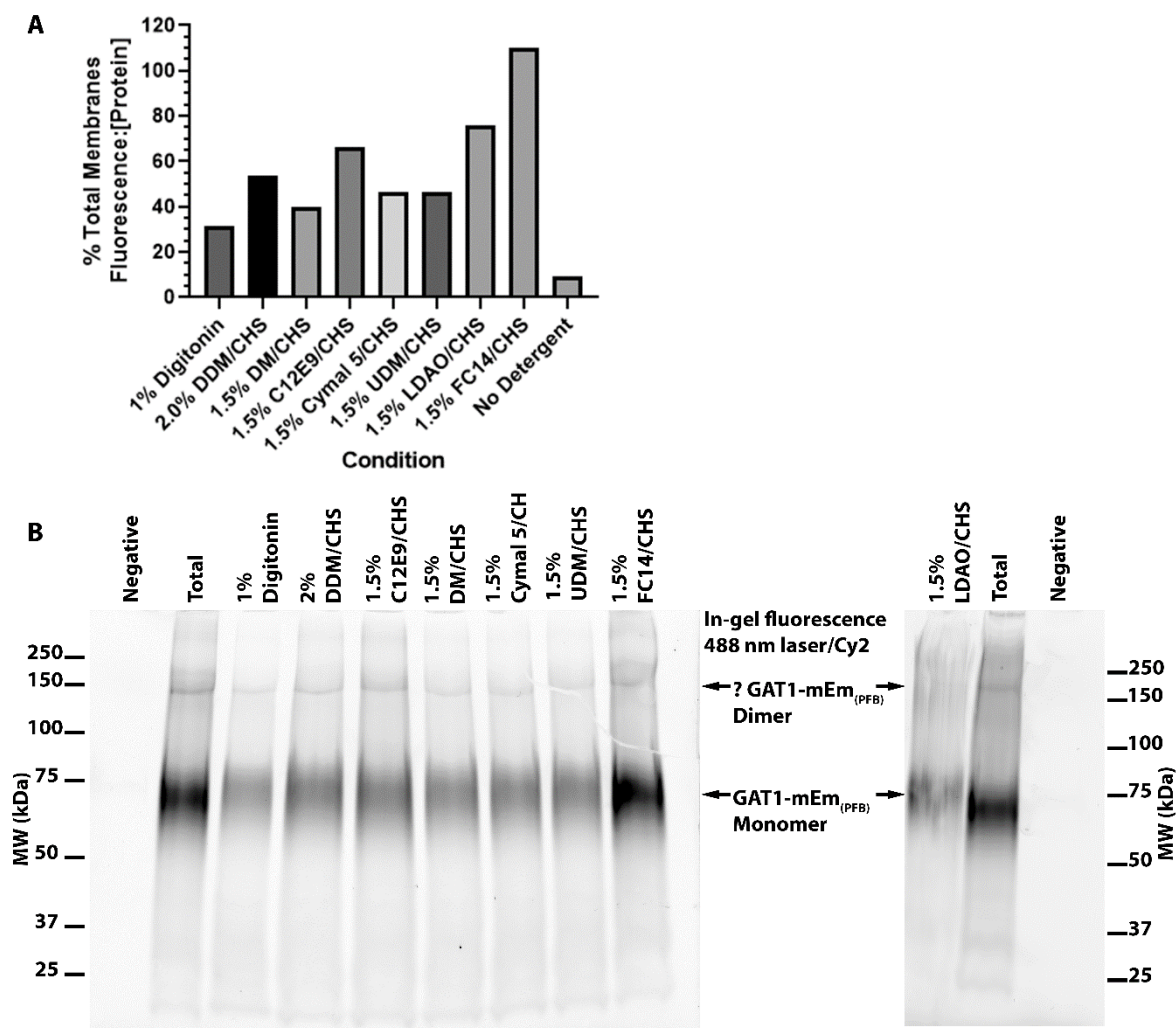 A
% Total Membranes
Fluorescence:[Protein]
120
100
80
60
40
20
0
1% Digitonin
2.0% DDM/CHS
1.5% DM/CHS
1.5% C12E9/CHS
1.5% Cymal 5/CHS
1.5% UDM/CHS
1.5% LDAO/CHS
1.5% FC14/CHS
No Detergent
Condition
B
Negative
Total
1%
Digitonin
2%
DDM/CHS
1.5%
C12E9/CHS
1.5%
DM/CHS
1.5%
Cymal 5/CH
1.5%
UDM/CHS
1.5%
FC14/CHS
1.5%
LDAO/CHS
Total
Negative
MW (kDa)
250
150
100
75
50
37
25
In-gel fluorescence
488 nm laser/Cy2
? GAT1-mEm(PFB)
Dimer
GAT1-mEm(PFB)
Monomer
250
150
100
75
50
37
25
MW (kDa)